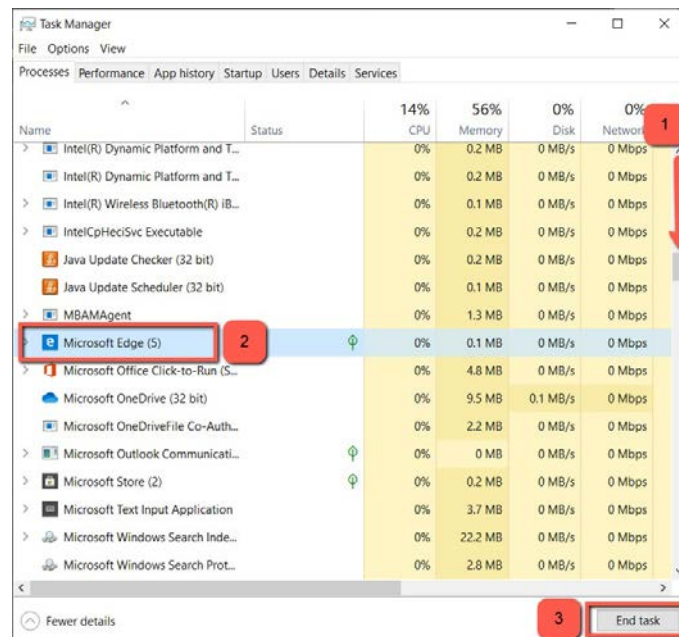 Task Manager
File Options View
Processes Performance App history Startup Users Details Services
14% 56% 0% 0%
Name Status CPU Memory Disk Network
1
Intel(R) Dynamic Platform and T... 0% 0.2 MB 0 MB/s 0 Mbps
Intel(R) Dynamic Platform and T... 0% 0.2 MB 0 MB/s 0 Mbps
Intel(R) Wireless Bluetooth(R) iB... 0% 0.1 MB 0 MB/s 0 Mbps
IntelCpHeciSvc Executable 0% 0.2 MB 0 MB/s 0 Mbps
Java Update Checker (32 bit) 0% 0.2 MB 0 MB/s 0 Mbps
Java Update Scheduler (32 bit) 0% 0.1 MB 0 MB/s 0 Mbps
MBAMAgent 0% 1.3 MB 0 MB/s 0 Mbps
Microsoft Edge (5) 2 0% 0.1 MB 0 MB/s 0 Mbps
Microsoft Office Click-to-Run (S... 0% 4.8 MB 0 MB/s 0 Mbps
Microsoft OneDrive (32 bit) 0% 9.5 MB 0.1 MB/s 0 Mbps
Microsoft OneDriveFile Co-Auth... 0% 2.2 MB 0 MB/s 0 Mbps
Microsoft Outlook Communicati... 0% 0 MB 0 MB/s 0 Mbps
Microsoft Store (2) 0% 0.2 MB 0 MB/s 0 Mbps
Microsoft Text Input Application 0% 3.7 MB 0 MB/s 0 Mbps
Microsoft Windows Search Inde... 0% 22.2 MB 0 MB/s 0 Mbps
Microsoft Windows Search Prot... 0% 2.8 MB 0 MB/s 0 Mbps
Fewer details 3 End task